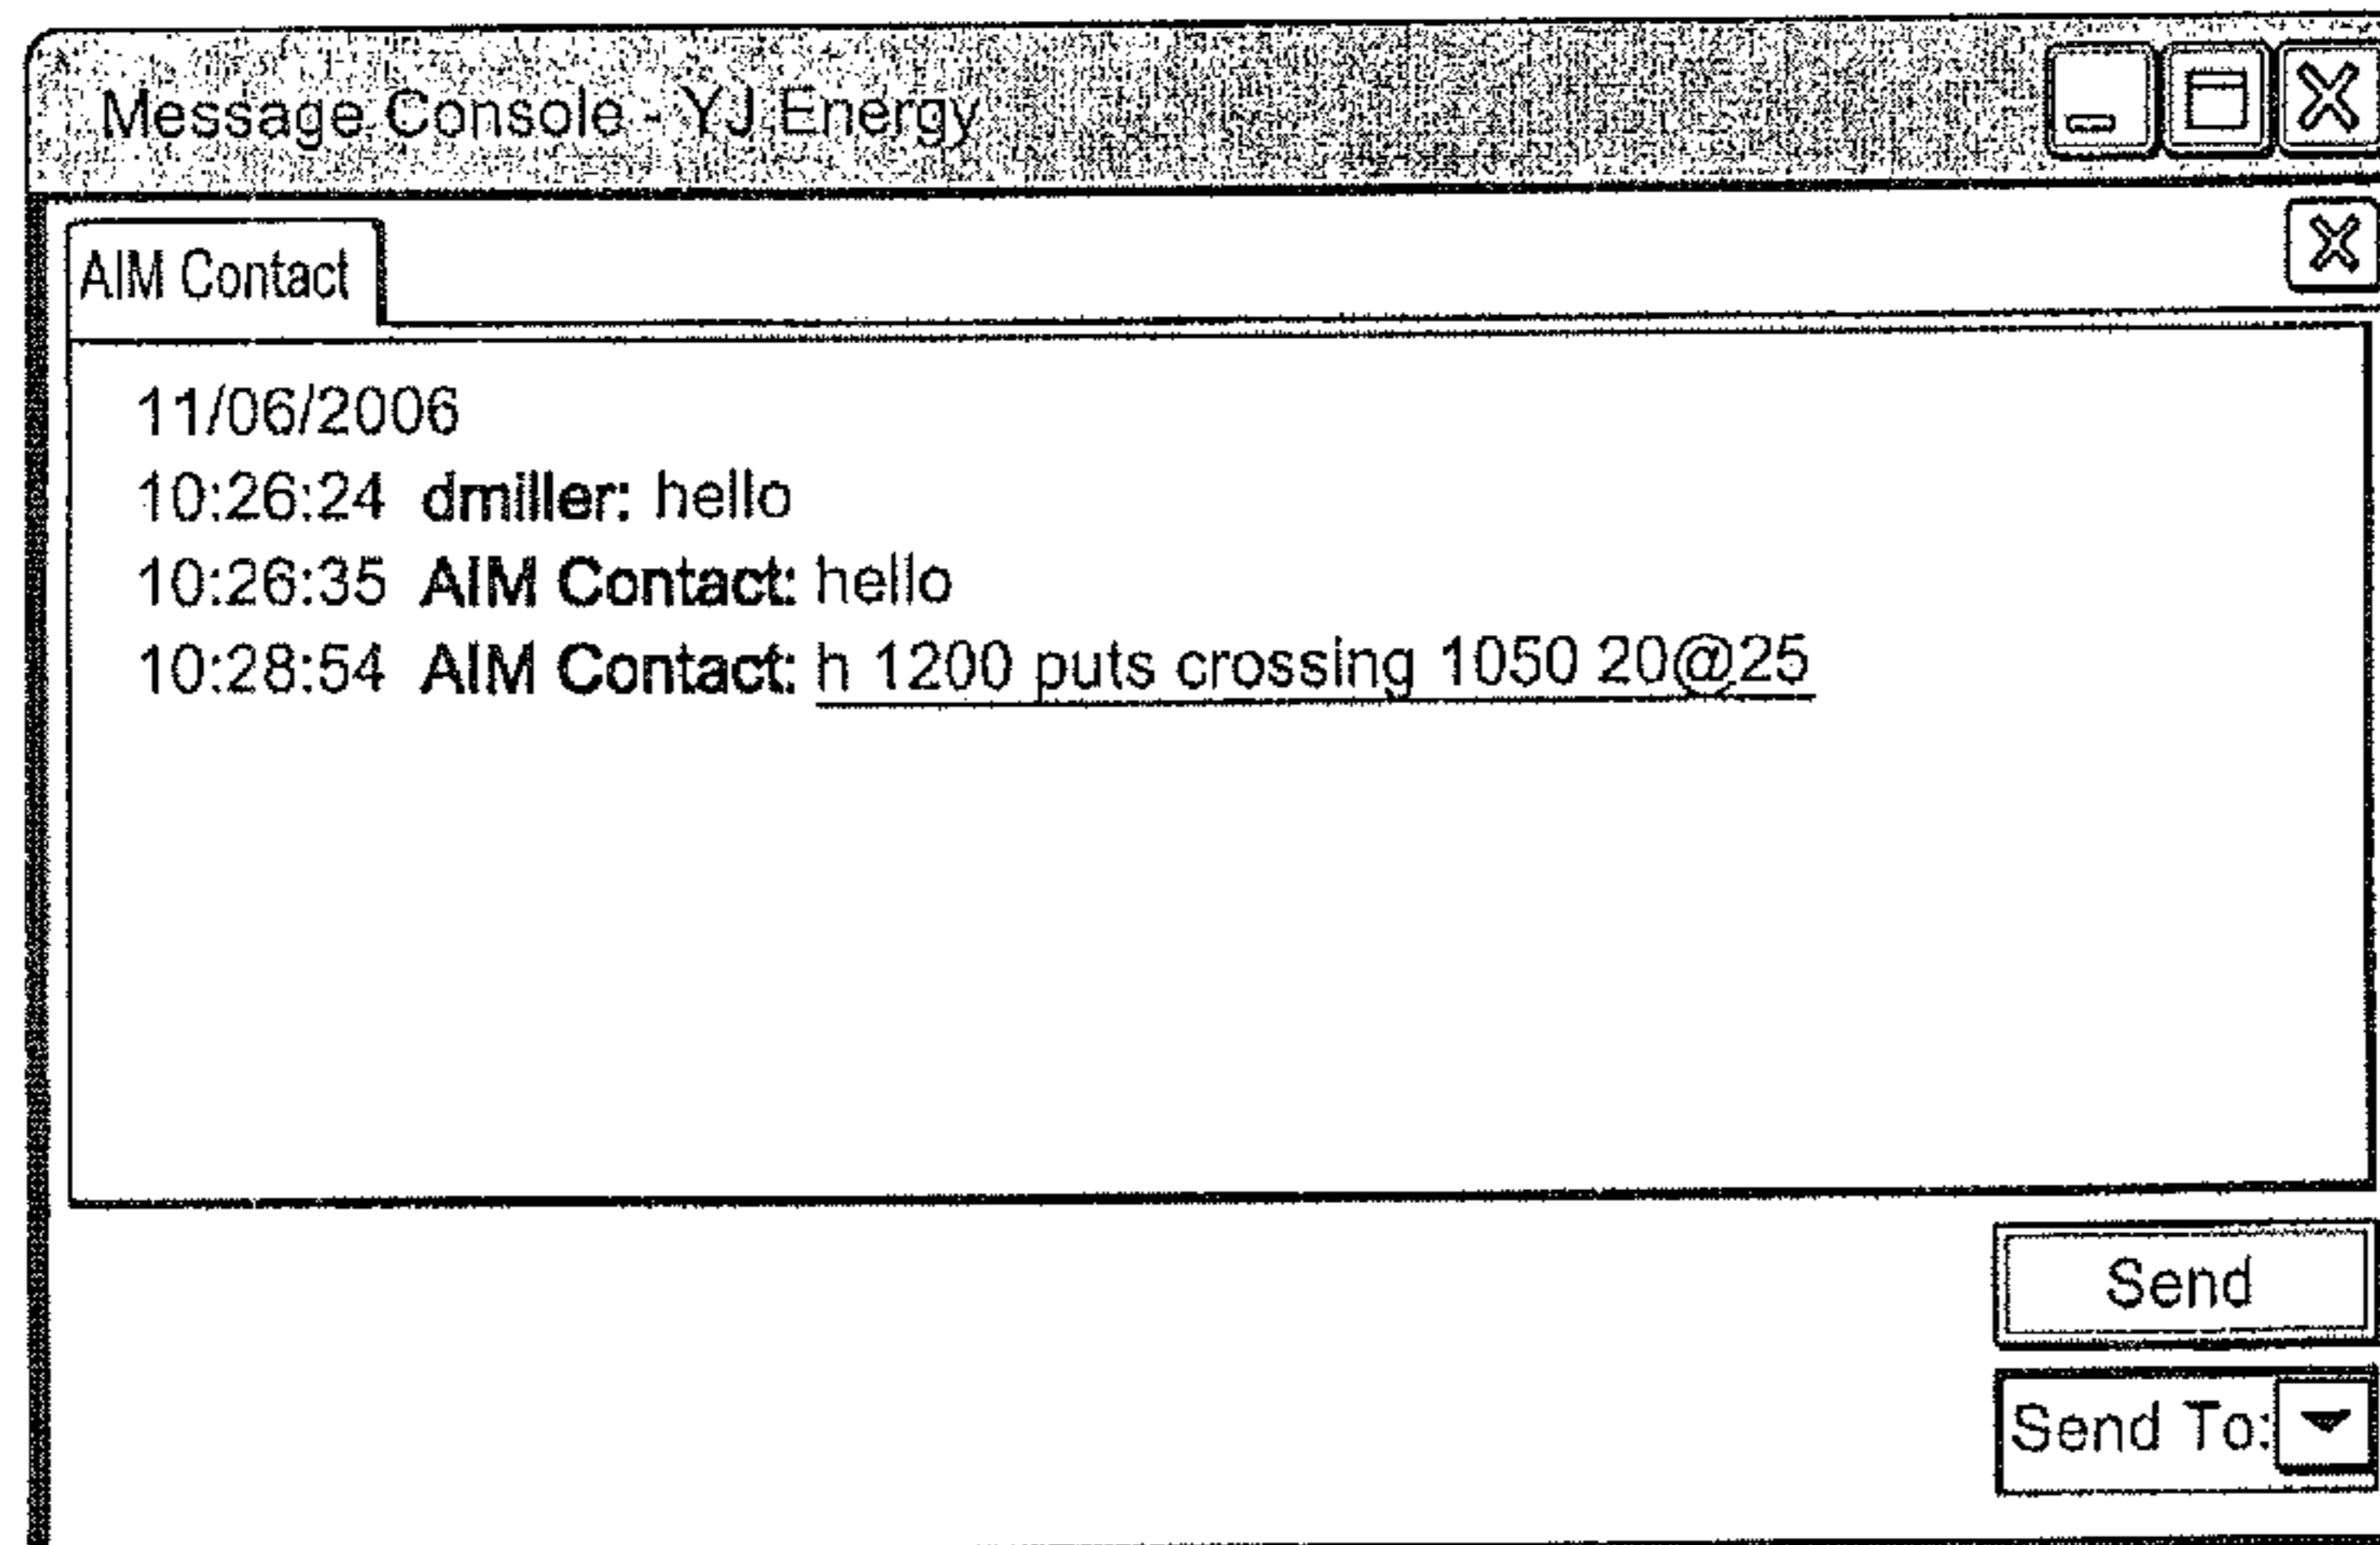 Message Console - YJ Energy
AIM Contact
11/06/2006
10:26:24 dmiller: hello
10:26:35 AIM Contact: hello
10:28:54 AIM Contact: h 1200 puts crossing 1050 20@25
Send
Send To: